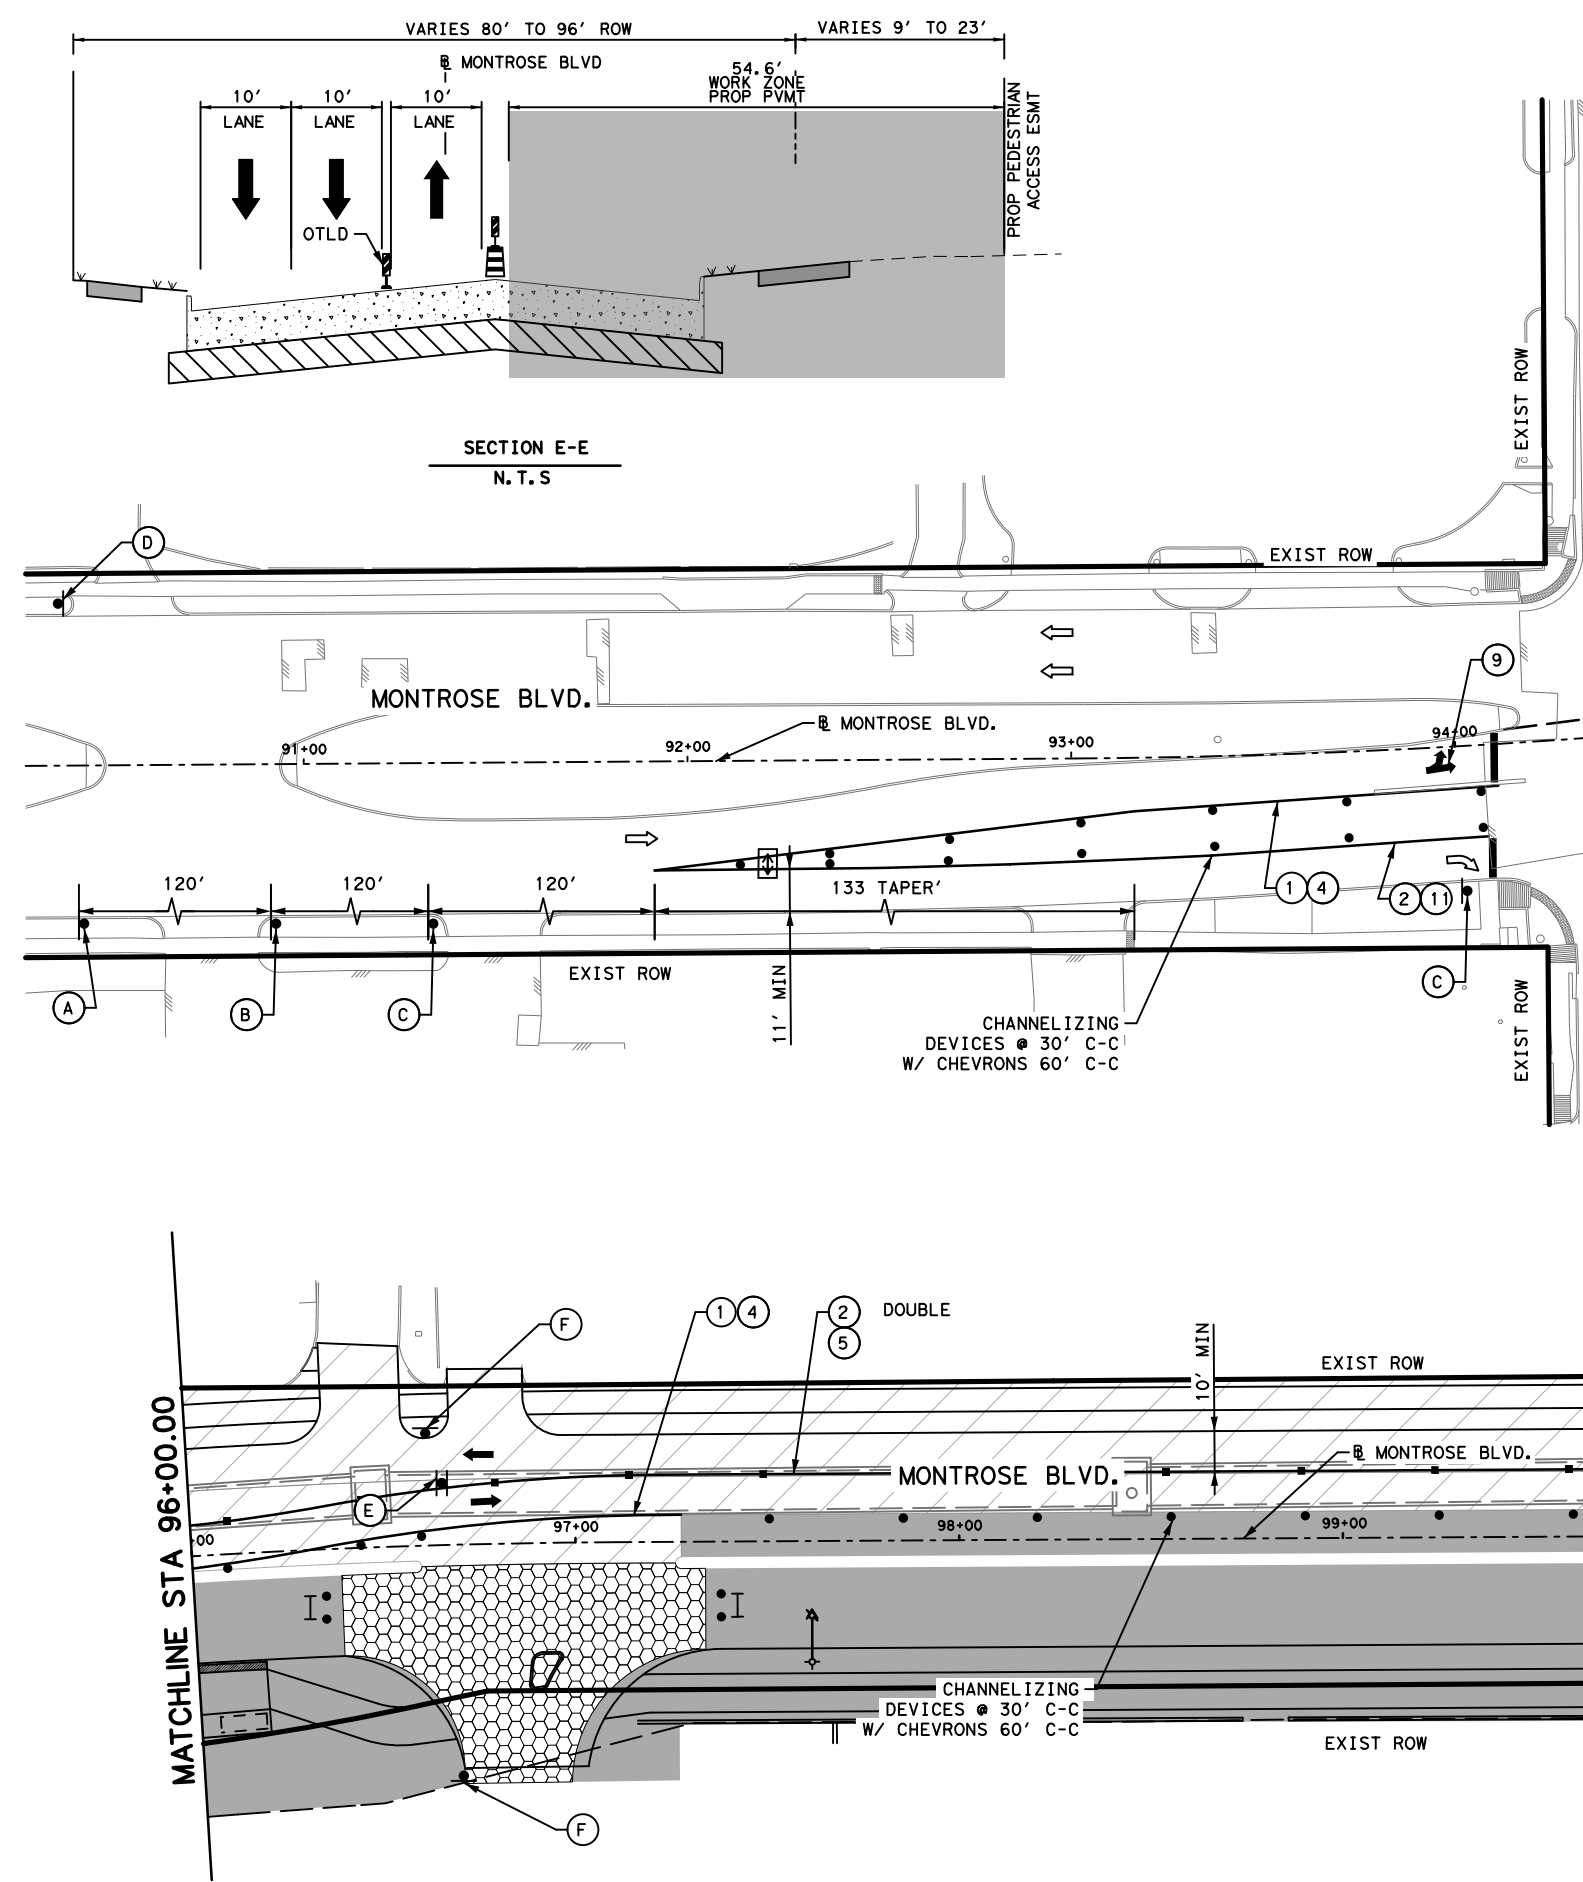 VARIES 80' TO 96' ROW
VARIES 9' TO 23'
℄ MONTROSE BLVD
54.6'
WORK ZONE
PROP PVMT
10'
10'
10'
LANE
LANE
LANE
PROP PEDESTRIAN
ACCESS ESMT
OTLD
SECTION E-E
N.T.S
EXIST ROW
D
EXIST ROW
9
MONTROSE BLVD.
℄ MONTROSE BLVD.
91+00
92+00
93+00
94+00
120'
120'
120'
133 TAPER'
1
4
2
11
A
B
C
EXIST ROW
11' MIN
C
EXIST ROW
CHANNELIZING
DEVICES @ 30' C-C
W/ CHEVRONS 60' C-C
F
1
4
2
DOUBLE
5
10' MIN
EXIST ROW
MATCHLINE STA 96+00.00
℄ MONTROSE BLVD.
MONTROSE BLVD.
E
00
97+00
98+00
99+00
CHANNELIZING
DEVICES @ 30' C-C
W/ CHEVRONS 60' C-C
EXIST ROW
F